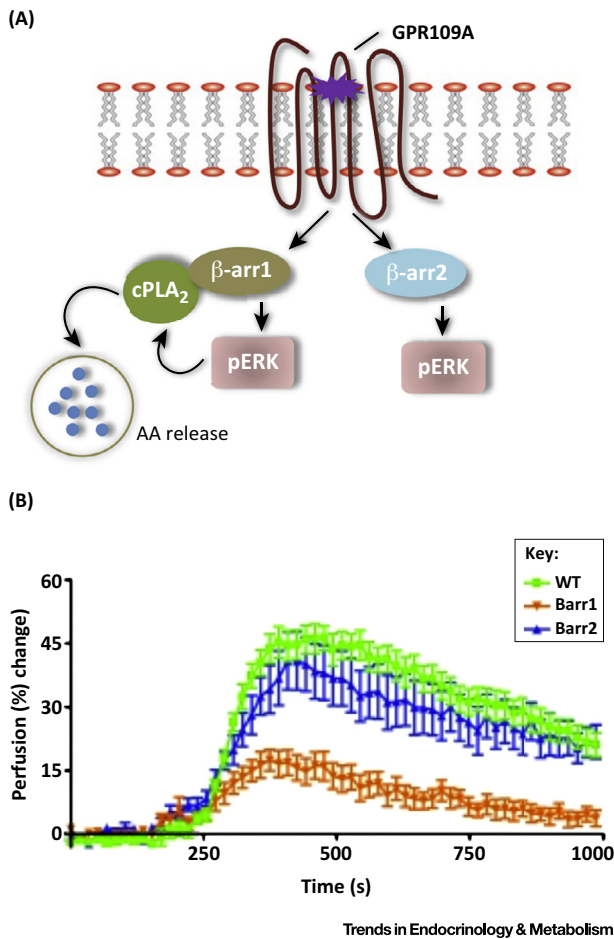 (A)
GPR109A
β-arr1
β-arr2
cPLA₂
pERK
pERK
AA release
(B)
Key:
WT
Barr1
Barr2
60
45
30
15
0
Perfusion (%) change
250
500
750
1000
Time (s)
Trends in Endocrinology & Metabolism